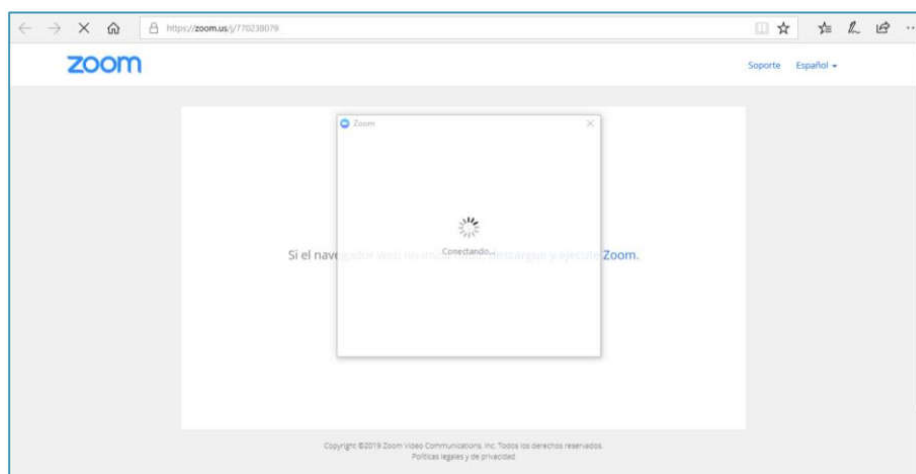 https://zoom.us/j/770238079
zoom
Soporte Español
Zoom
Conectando...
Si el nave Zoom.
Copyright ©2019 Zoom Video Communications, Inc. Todos los derechos reservados.
Políticas legales y de privacidad